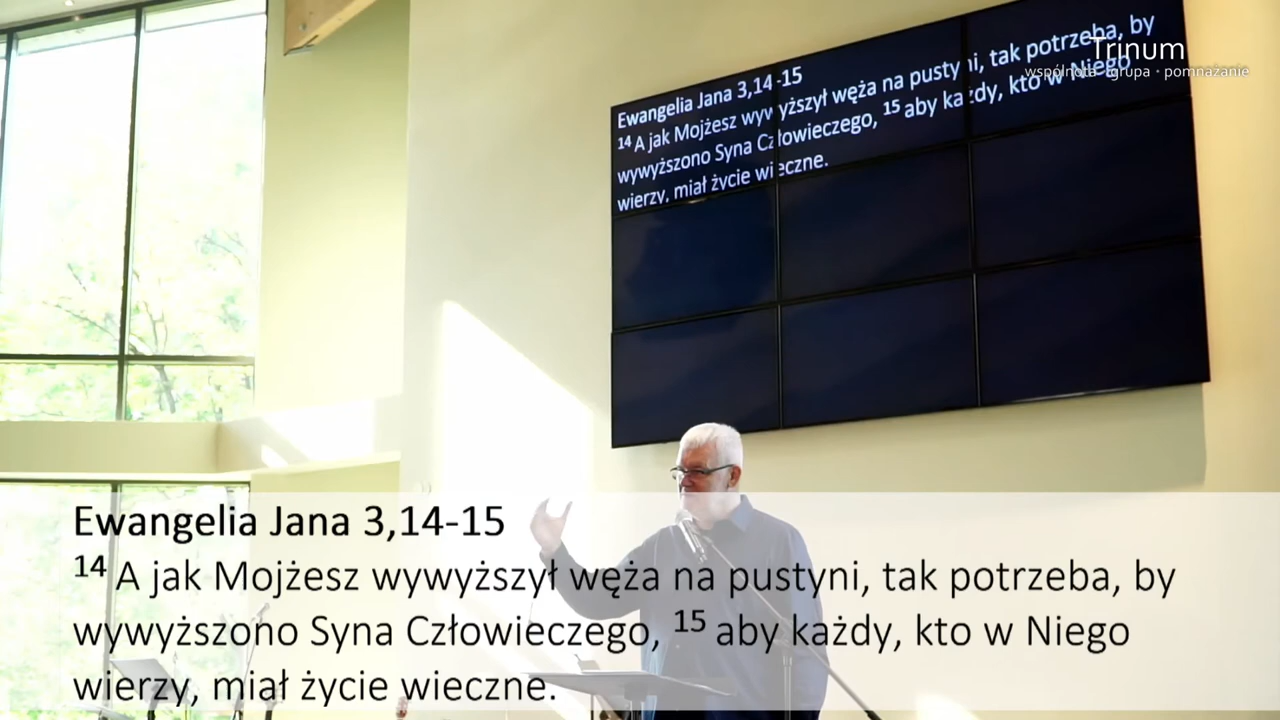 Trinum
wspólnota · grupa · pomnażanie
Ewangelia Jana 3,14-15
14 A jak Mojżesz wywyższył węża na pustyni, tak potrzeba, by
wywyższono Syna Człowieczego, 15 aby każdy, kto w Niego
wierzy, miał życie wieczne.
Ewangelia Jana 3,14-15
14 A jak Mojżesz wywyższył węża na pustyni, tak potrzeba, by
wywyższono Syna Człowieczego, 15 aby każdy, kto w Niego
wierzy, miał życie wieczne.